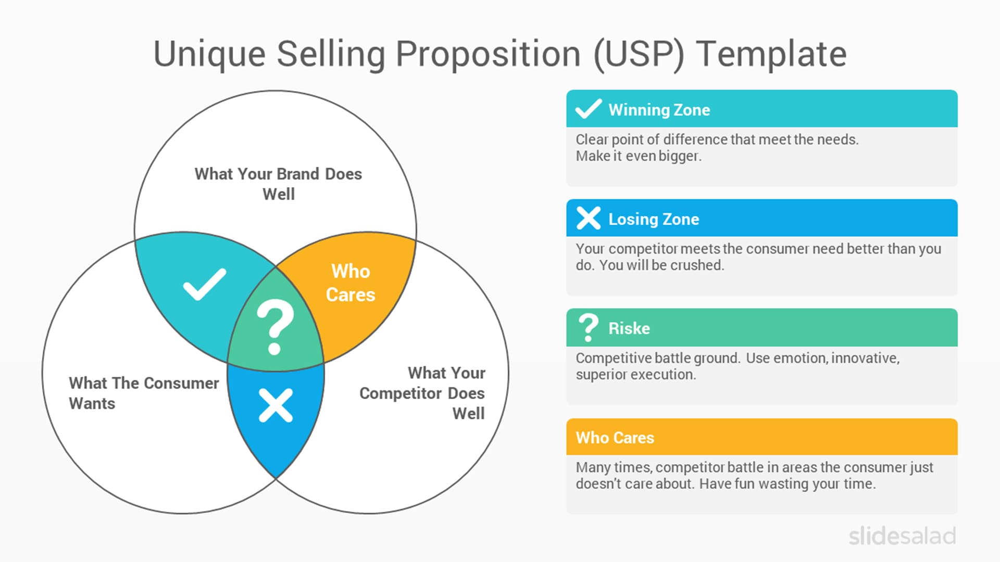 Unique Selling Proposition (USP) Template
What Your Brand Does
Well
Who
Cares
What The Consumer
Wants
What Your
Competitor Does
Well
Winning Zone
Clear point of difference that meet the needs.
Make it even bigger.
Losing Zone
Your competitor meets the consumer need better than you
do. You will be crushed.
Riske
Competitive battle ground. Use emotion, innovative,
superior execution.
Who Cares
Many times, competitor battle in areas the consumer just
doesn't care about. Have fun wasting your time.
slidesalad